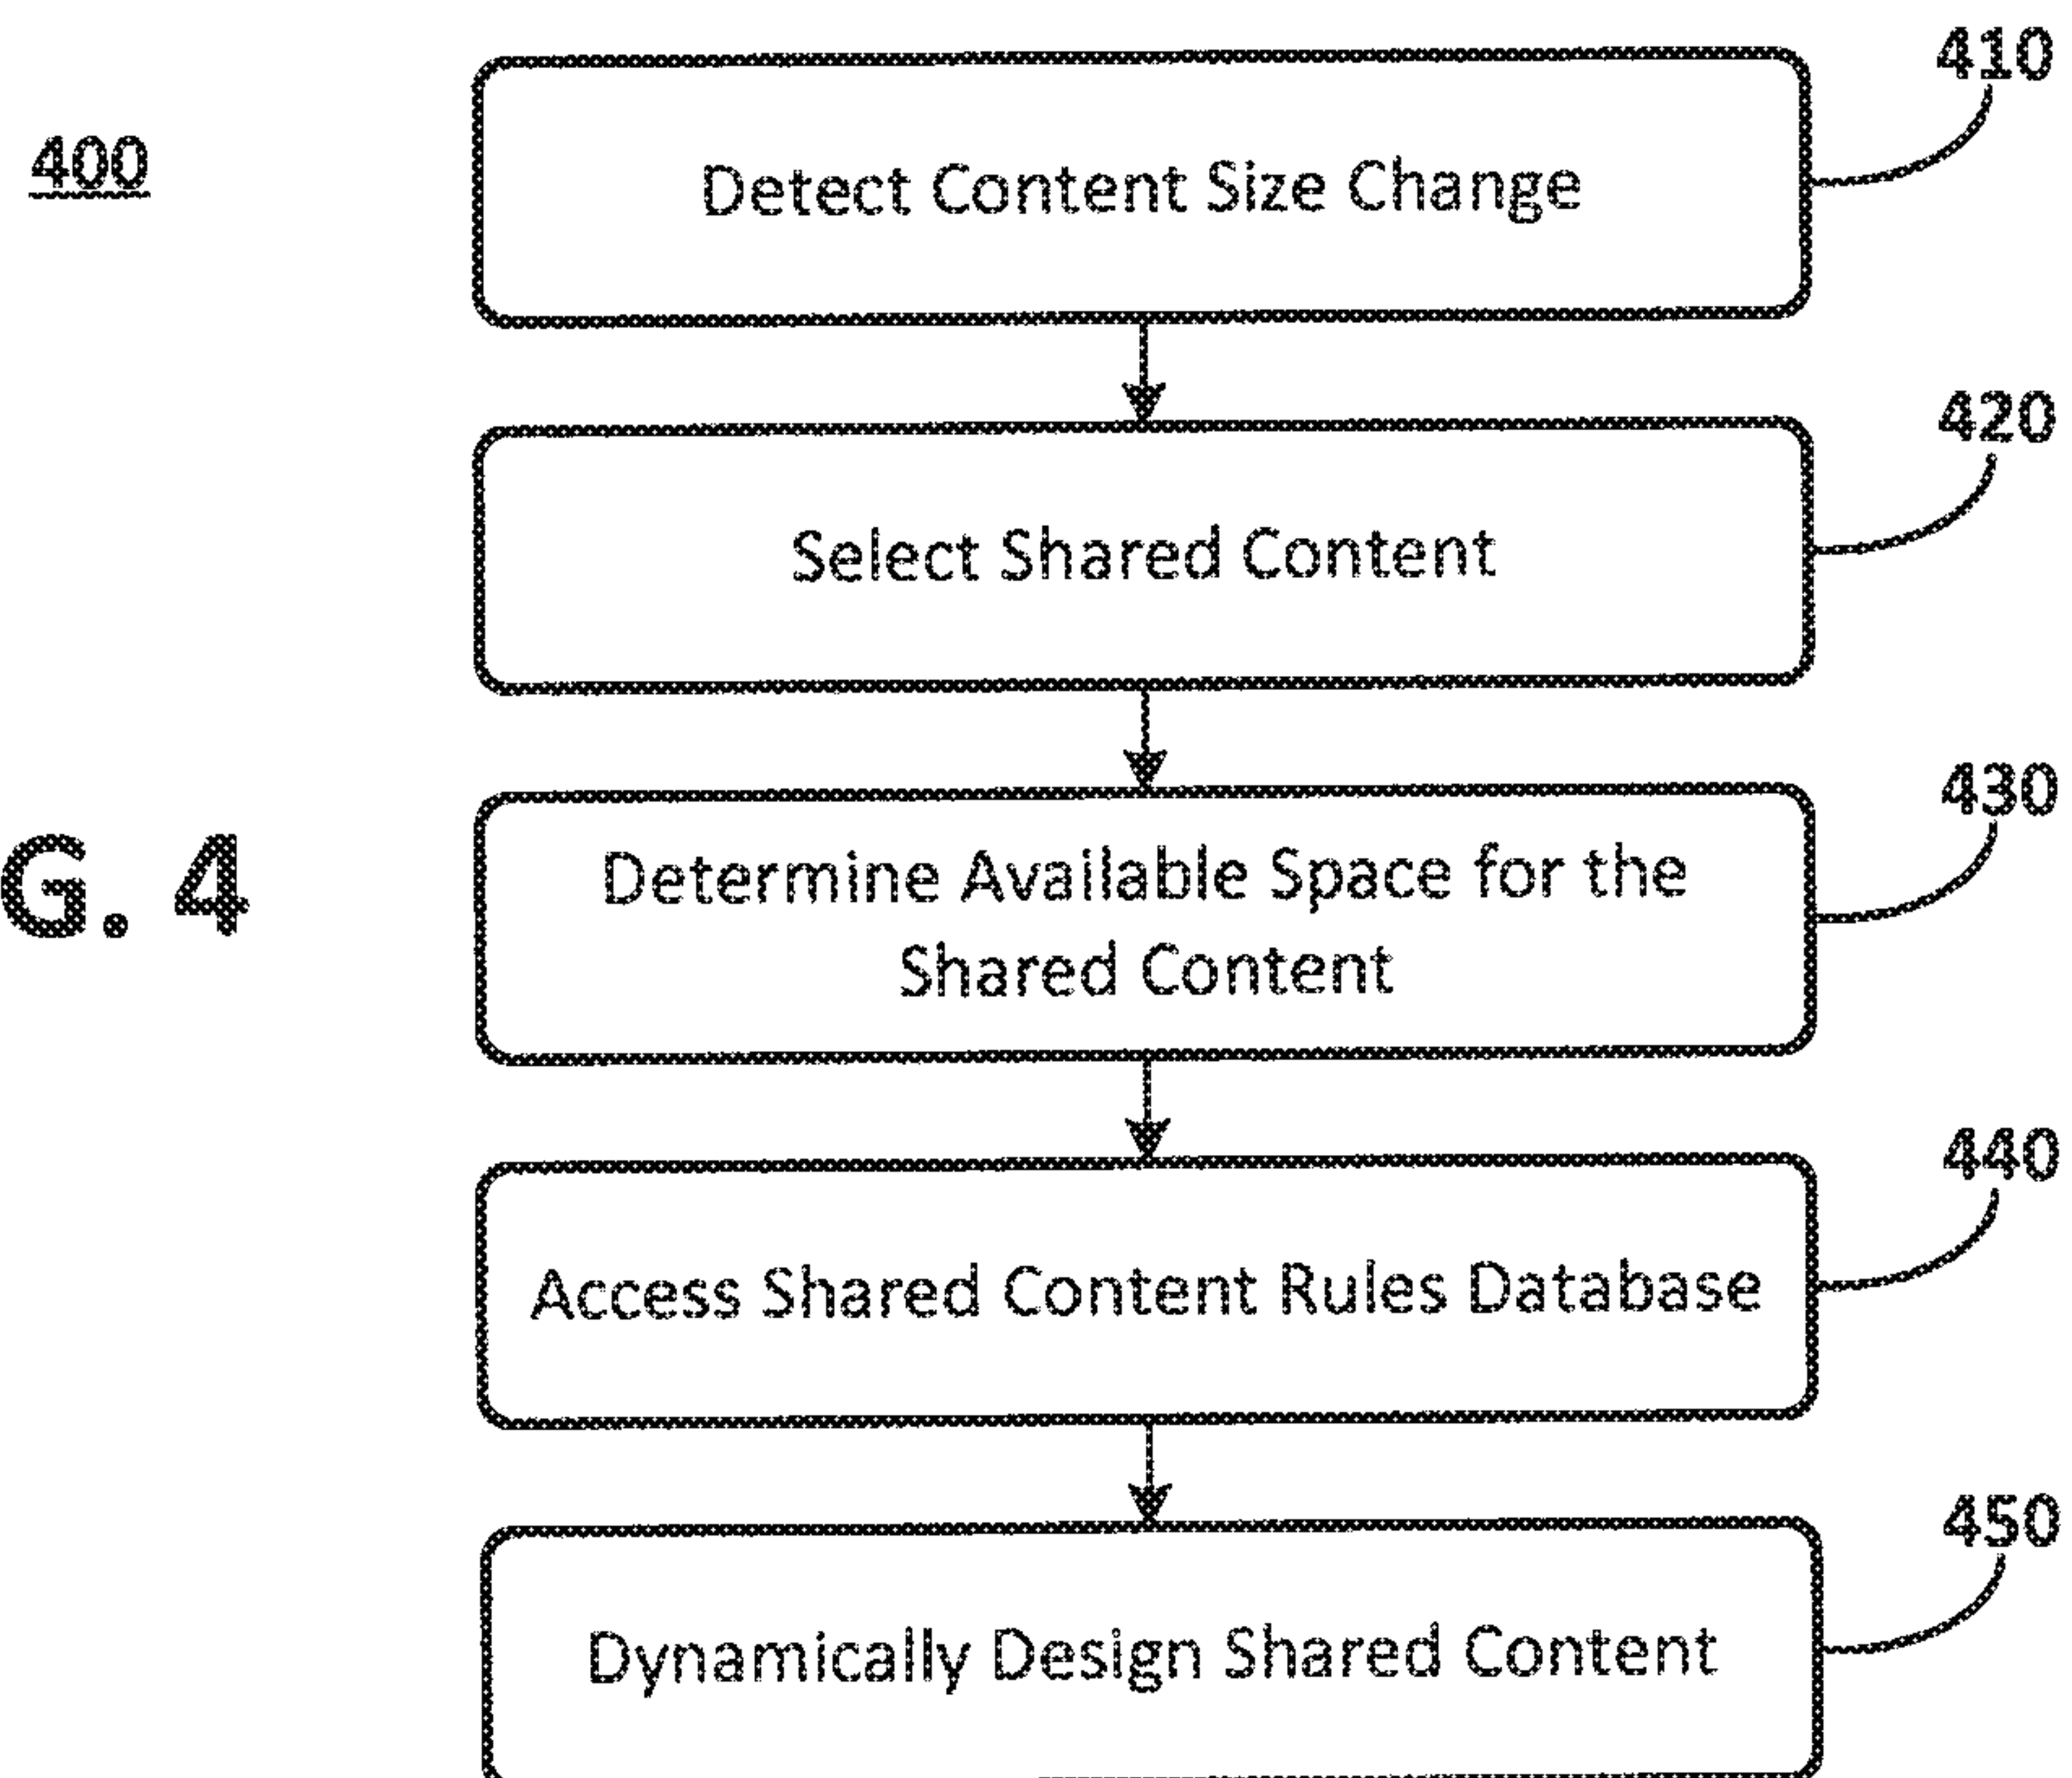 400
410
Detect Content Size Change
420
Select Shared Content
G. 4
430
Determine Available Space for the
Shared Content
440
Access Shared Content Rules Database
450
Dynamically Design Shared Content